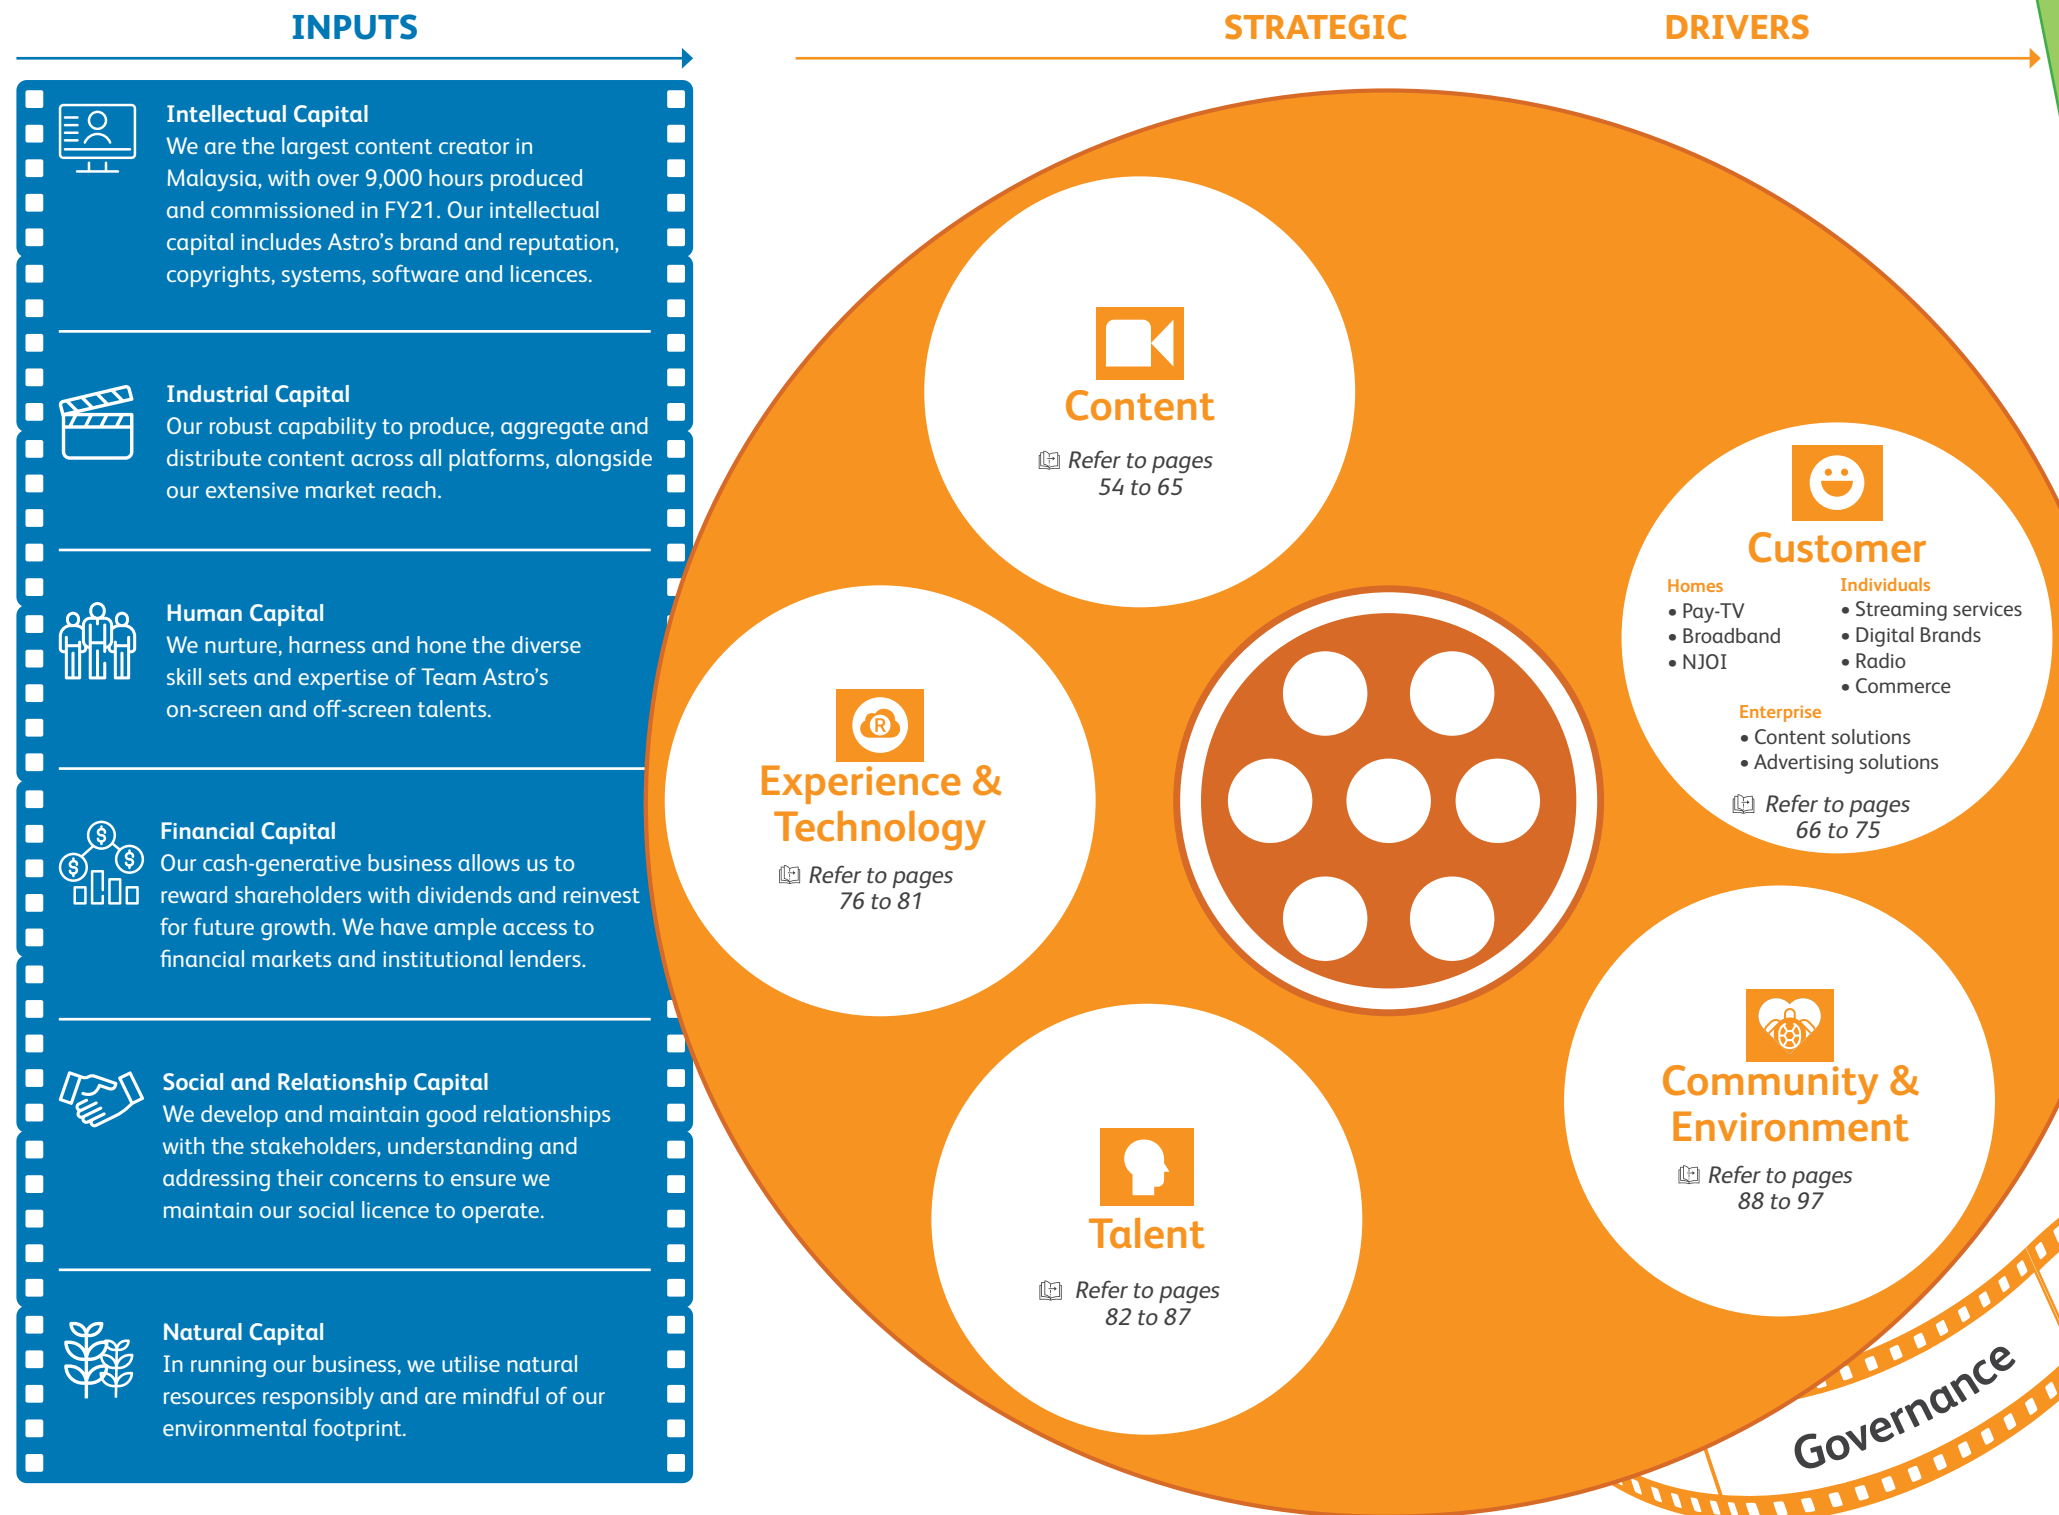 INPUTS
Intellectual Capital
We are the largest content creator in
Malaysia, with over 9,000 hours produced
and commissioned in FY21. Our intellectual
capital includes Astro's brand and reputation,
copyrights, systems, software and licences.
Industrial Capital
Our robust capability to produce, aggregate and
distribute content across all platforms, alongside
our extensive market reach.
Human Capital
We nurture, harness and hone the diverse
skill sets and expertise of Team Astro's
on-screen and off-screen talents.
Financial Capital
Our cash-generative business allows us to
reward shareholders with dividends and reinvest
for future growth. We have ample access to
financial markets and institutional lenders.
Social and Relationship Capital
We develop and maintain good relationships
with the stakeholders, understanding and
addressing their concerns to ensure we
maintain our social licence to operate.
Natural Capital
In running our business, we utilise natural
resources responsibly and are mindful of our
environmental footprint.
STRATEGIC DRIVERS
Content
Refer to pages
54 to 65
Customer
Homes
• Pay-TV
• Broadband
• NJOI
Individuals
• Streaming services
• Digital Brands
• Radio
• Commerce
Enterprise
• Content solutions
• Advertising solutions
Refer to pages
66 to 75
R
Experience &
Technology
Refer to pages
76 to 81
Community &
Environment
Refer to pages
88 to 97
Talent
Refer to pages
82 to 87
Governance